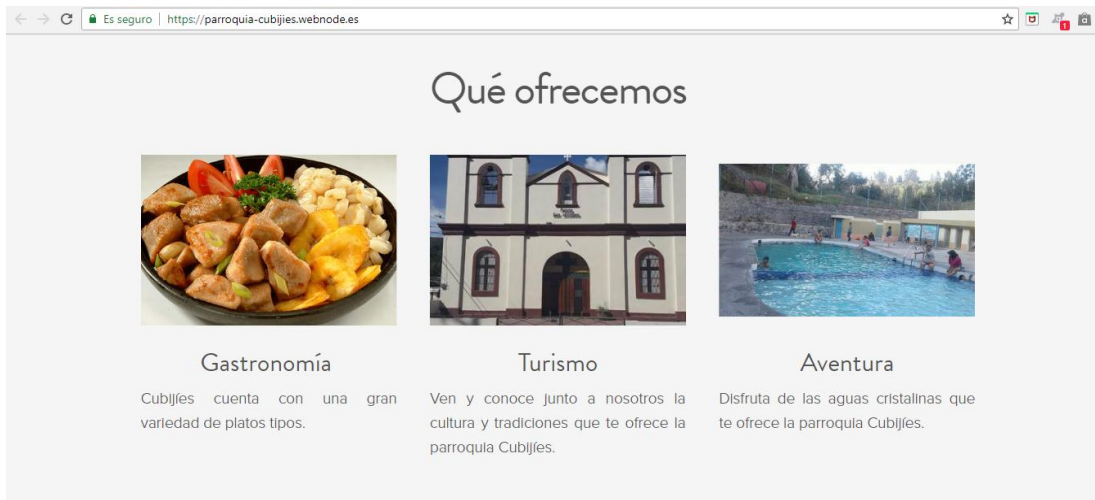 Es seguro https://parroquia-cubijies.webnode.es
1
Qué ofrecemos
Gastronomía
Cubijíes cuenta con una gran
variedad de platos tipos.
Turismo
Ven y conoce junto a nosotros la
cultura y tradiciones que te ofrece la
parroquia Cubijíes.
Aventura
Disfruta de las aguas cristalinas que
te ofrece la parroquia Cubijíes.